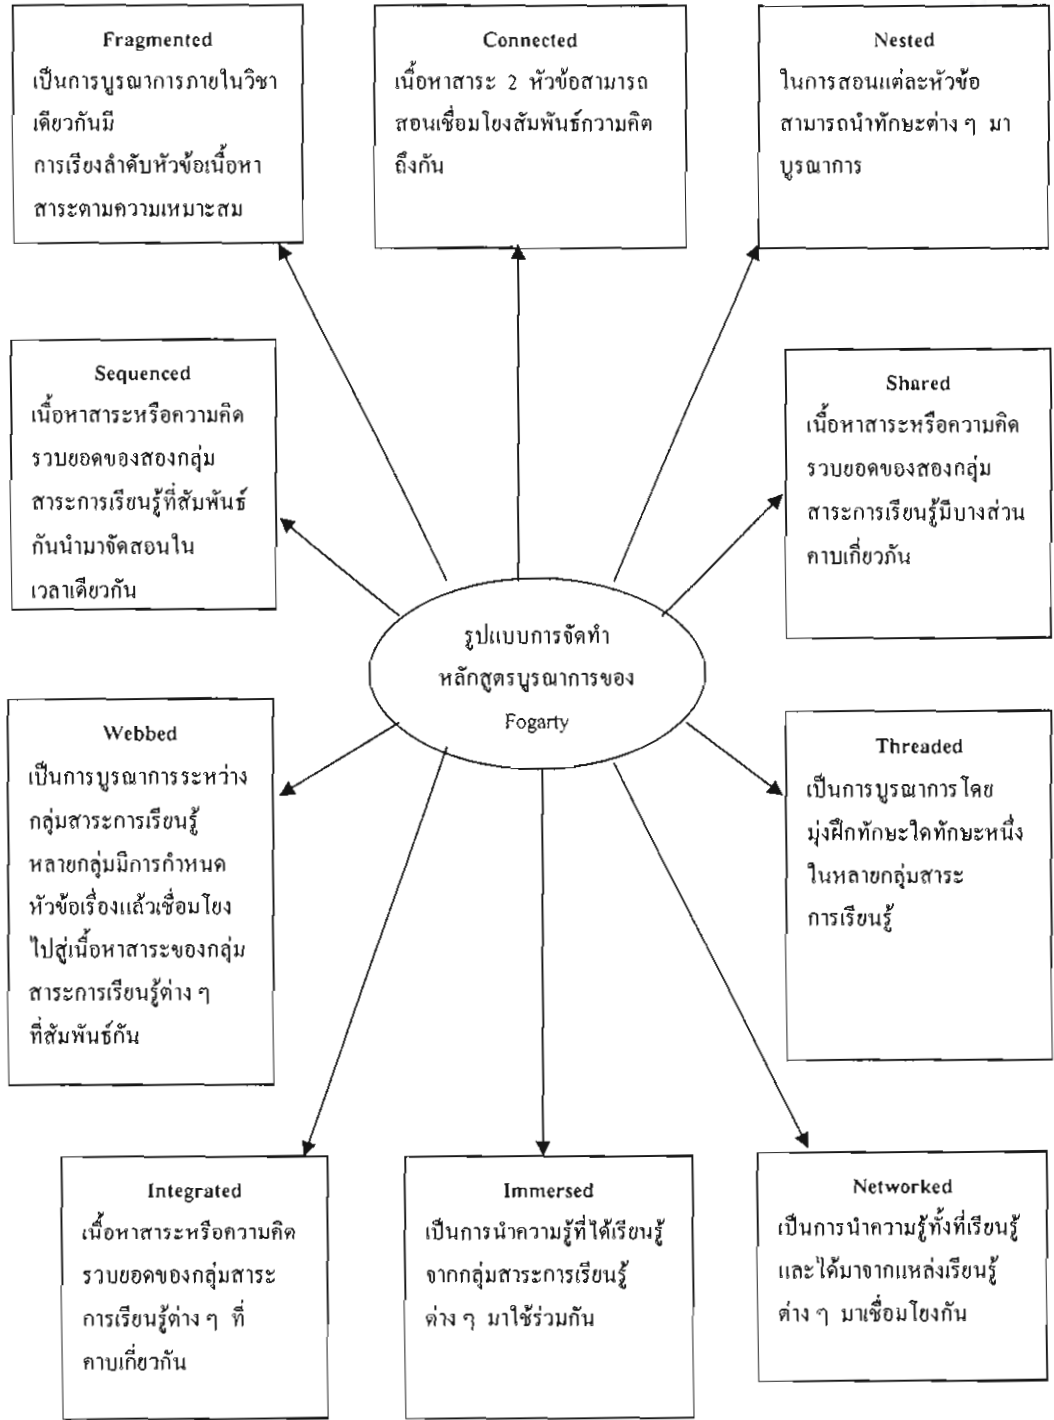 Fragmented
เป็นการบูรณาการภายในวิชา
เดียวกันมี
การเรียงลำดับหัวข้อเนื้อหา
สาระตามความเหมาะสม
Connected
เนื้อหาสาระ 2 หัวข้อสามารถ
สอนเชื่อมโยงสัมพันธ์ความคิด
ถึงกัน
Nested
ในการสอนแต่ละหัวข้อ
สามารถนำทักษะต่าง ๆ มา
บูรณาการ
Sequenced
เนื้อหาสาระหรือความคิด
รวบยอดของสองกลุ่ม
สาระการเรียนรู้ที่สัมพันธ์
กันนำมาจัดสอนใน
เวลาเดียวกัน
Shared
เนื้อหาสาระหรือความคิด
รวบยอดของสองกลุ่ม
สาระการเรียนรู้มีบางส่วน
คาบเกี่ยวกัน
รูปแบบการจัดทำ
หลักสูตรบูรณาการของ
Fogarty
Webbed
เป็นการบูรณาการระหว่าง
กลุ่มสาระการเรียนรู้
หลายกลุ่มมีการกำหนด
หัวข้อเรื่องแล้วเชื่อมโยง
ไปสู่เนื้อหาสาระของกลุ่ม
สาระการเรียนรู้ต่าง ๆ
ที่สัมพันธ์กัน
Threaded
เป็นการบูรณาการโดย
มุ่งฝึกทักษะใดทักษะหนึ่ง
ในหลายกลุ่มสาระ
การเรียนรู้
Integrated
เนื้อหาสาระหรือความคิด
รวบยอดของกลุ่มสาระ
การเรียนรู้ต่าง ๆ ที่
คาบเกี่ยวกัน
Immersed
เป็นการนำความรู้ที่ได้เรียนรู้
จากกลุ่มสาระการเรียนรู้
ต่าง ๆ มาใช้ร่วมกัน
Networked
เป็นการนำความรู้ทั้งที่เรียนรู้
และได้มาจากแหล่งเรียนรู้
ต่าง ๆ มาเชื่อมโยงกัน